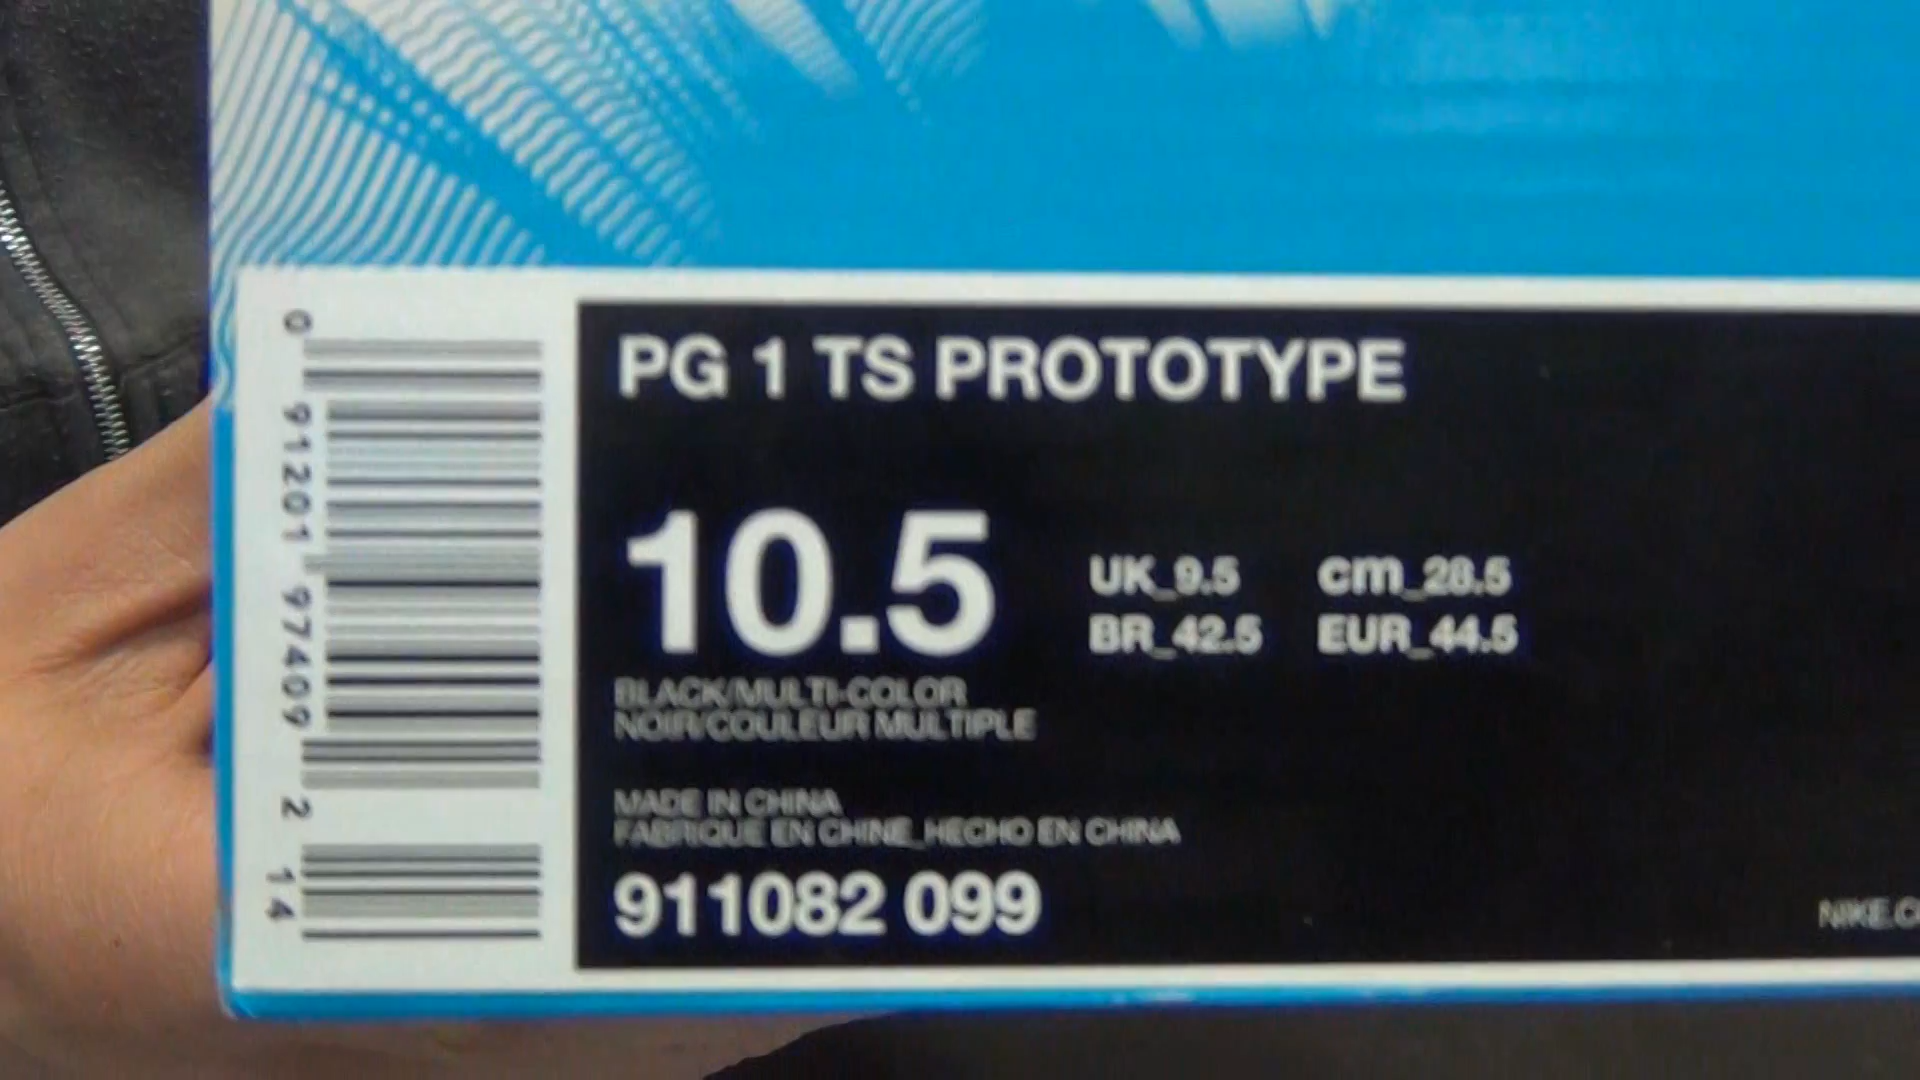 0 91201 97409 2 14
PG 1 TS PROTOTYPE
10.5
UK_9.5 cm_28.5
BR_42.5 EUR_44.5
BLACK/MULTI-COLOR
NOIR/COULEUR MULTIPLE
MADE IN CHINA
FABRIQUE EN CHINE_HECHO EN CHINA
911082 099